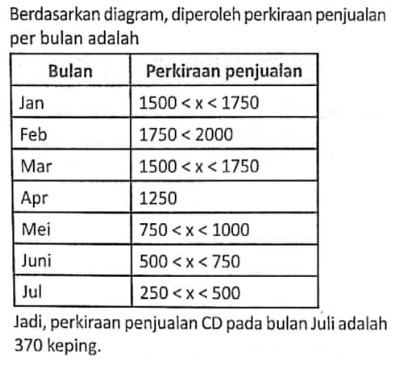 Berdasarkan diagram, diperoleh perkiraan penjualan
per bulan adalah
Bulan Perkiraan penjualan
Jan 1500 < x < 1750
Feb 1750 < 2000
Mar 1500 < x < 1750
Apr 1250
Mei 750 < x < 1000
Juni 500 < x < 750
Jul 250 < x < 500
Jadi, perkiraan penjualan CD pada bulan Juli adalah
370 keping.